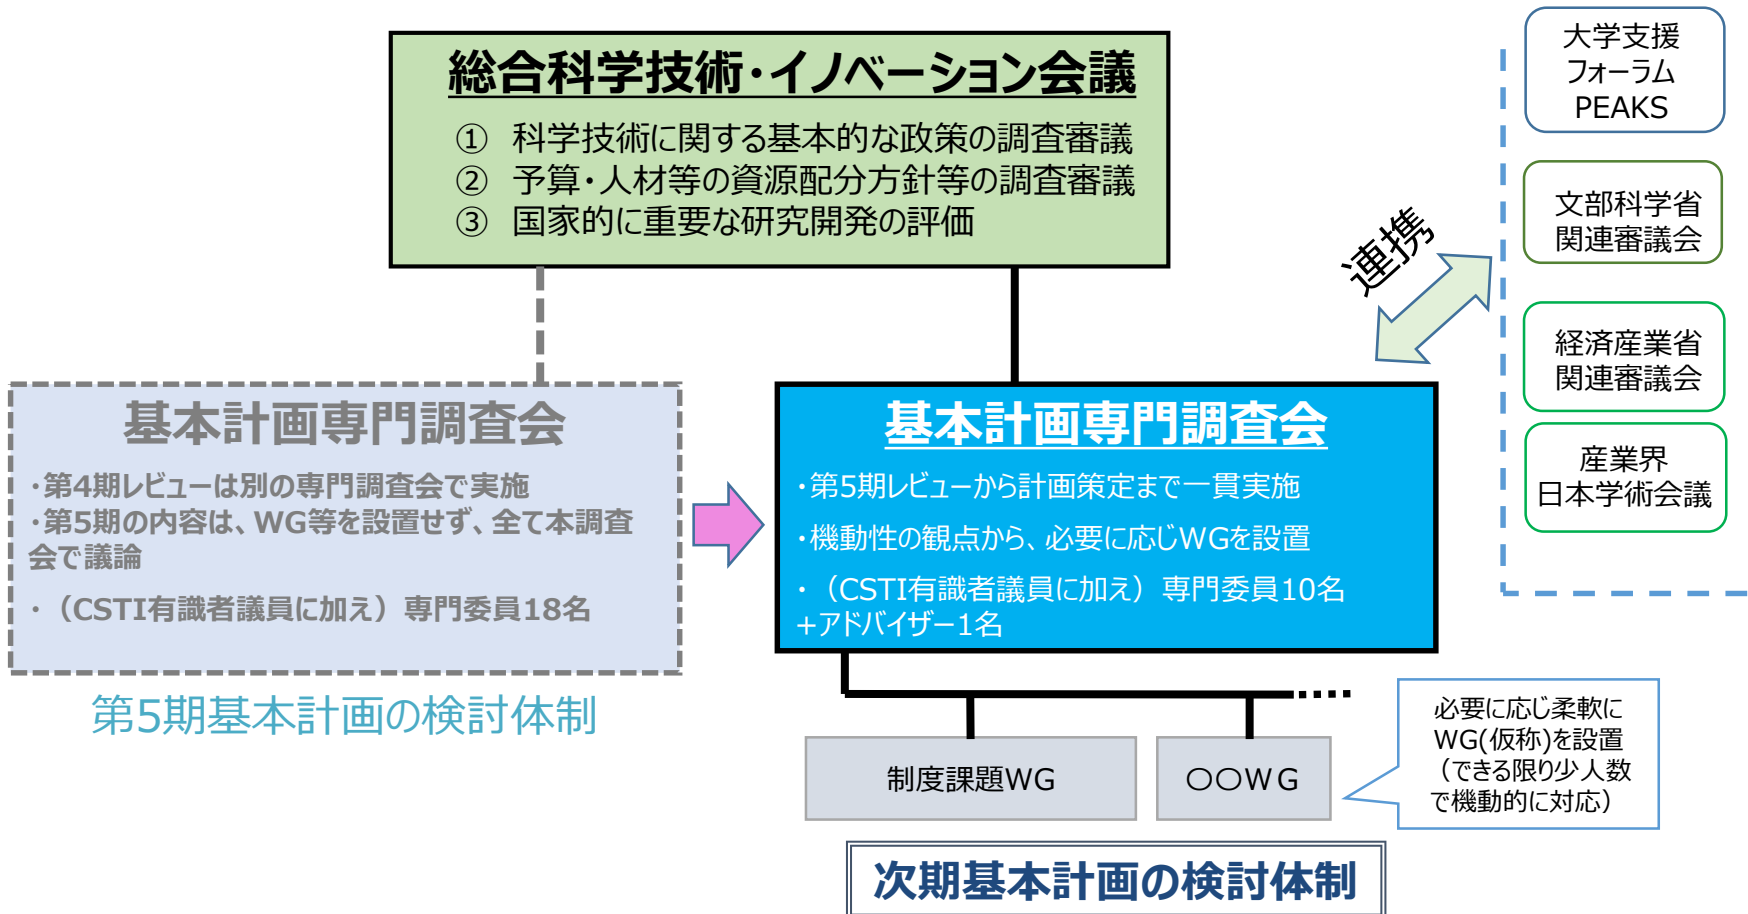 総合科学技術・イノベーション会議
① 科学技術に関する基本的な政策の調査審議
② 予算・人材等の資源配分方針等の調査審議
③ 国家的に重要な研究開発の評価
連携
大学支援
フォーラム
PEAKS
文部科学省
関連審議会
経済産業省
関連審議会
産業界
日本学術会議
基本計画専門調査会
・第4期レビューは別の専門調査会で実施
・第5期の内容は、WG等を設置せず、全て本調査
会で議論
・（CSTI有識者議員に加え）専門委員18名
第5期基本計画の検討体制
基本計画専門調査会
・第5期レビューから計画策定まで一貫実施
・機動性の観点から、必要に応じWGを設置
・（CSTI有識者議員に加え）専門委員10名
+アドバイザー1名
制度課題WG
〇〇ＷＧ
必要に応じ柔軟に
WG(仮称)を設置
（できる限り少人数
で機動的に対応）
次期基本計画の検討体制